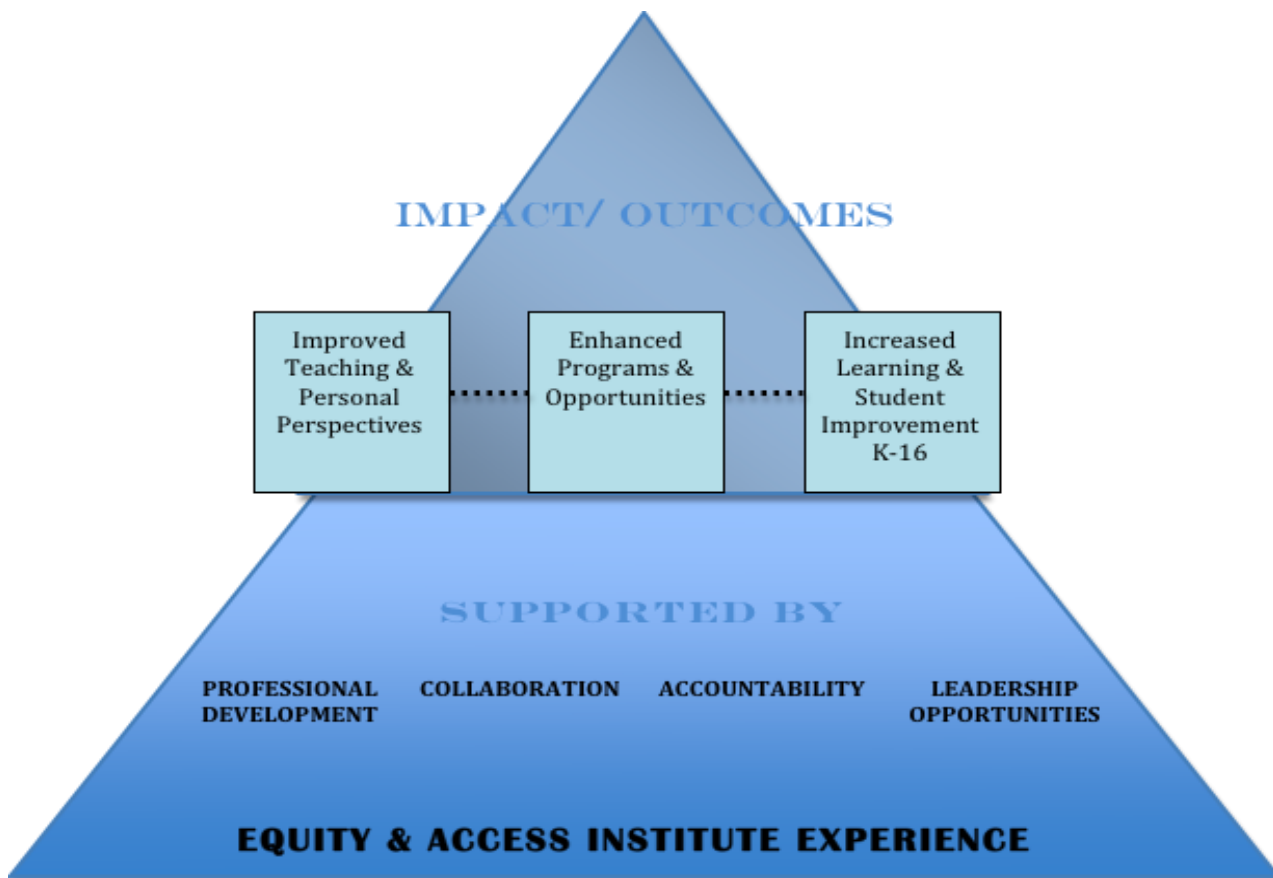 IMPACT/ OUTCOMES
Improved
Teaching &
Personal
Perspectives
Enhanced
Programs &
Opportunities
Increased
Learning &
Student
Improvement
K-16
SUPPORTED BY
PROFESSIONAL
DEVELOPMENT
COLLABORATION
ACCOUNTABILITY
LEADERSHIP
OPPORTUNITIES
EQUITY & ACCESS INSTITUTE EXPERIENCE